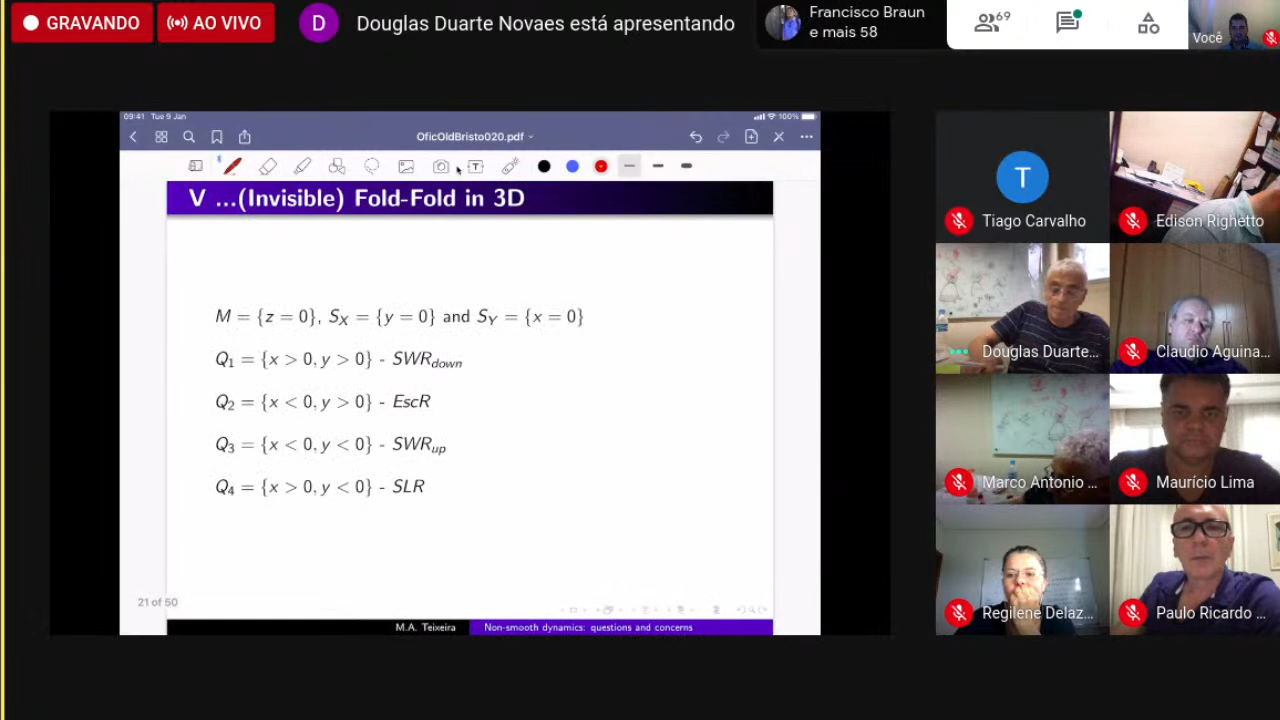 GRAVANDO
AO VIVO
D
Douglas Duarte Novaes está apresentando
Francisco Braun
e mais 58
69
Você
09:41 Tue 9 Jan
100%
OficOldBristo020.pdf
V ...(Invisible) Fold-Fold in 3D
M = {z = 0}, S_X = {y = 0} and S_Y = {x = 0}
Q_1 = {x > 0, y > 0} - SWR_down
Q_2 = {x < 0, y > 0} - EscR
Q_3 = {x < 0, y < 0} - SWR_up
Q_4 = {x > 0, y < 0} - SLR
21 of 50
M.A. Teixeira
Non-smooth dynamics: questions and concerns
T
Tiago Carvalho
Edison Righetto
Douglas Duarte...
Claudio Aguina...
Marco Antonio ...
Maurício Lima
Regilene Delaz...
Paulo Ricardo ...